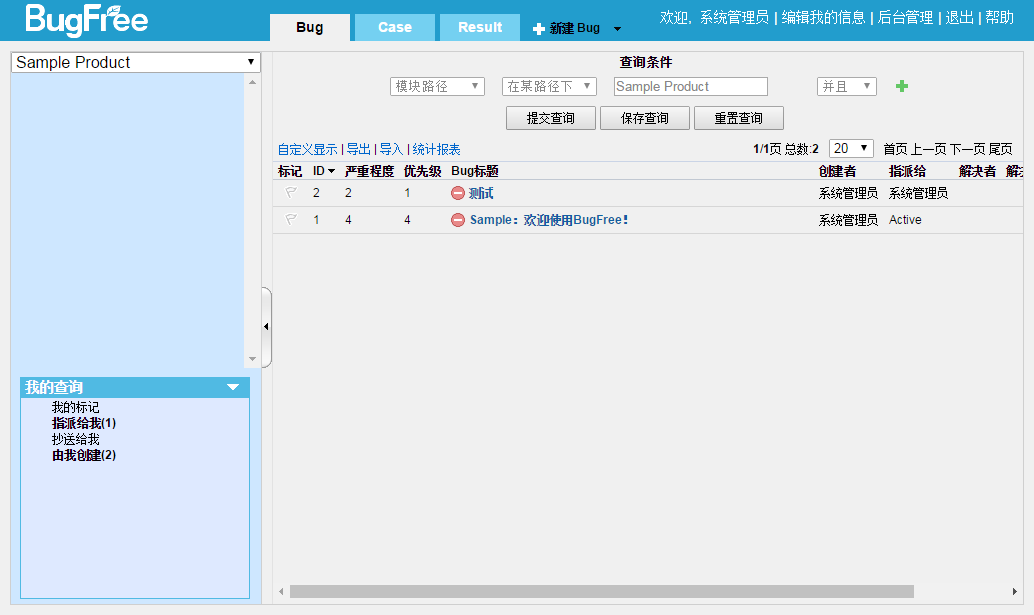 BugFree
Bug Case Result 新建 Bug
欢迎, 系统管理员 | 编辑我的信息 | 后台管理 | 退出 | 帮助
Sample Product
查询条件
模块路径 在某路径下 Sample Product 并且
提交查询 保存查询 重置查询
自定义显示 | 导出 | 导入 | 统计报表 1/1页 总数:2 20 首页 上一页 下一页 尾页
标记 ID 严重程度 优先级 Bug标题 创建者 指派给 解决者
2 2 1 测试 系统管理员 系统管理员
1 4 4 Sample：欢迎使用BugFree！ 系统管理员 Active
我的查询
我的标记
指派给我(1)
抄送给我
由我创建(2)